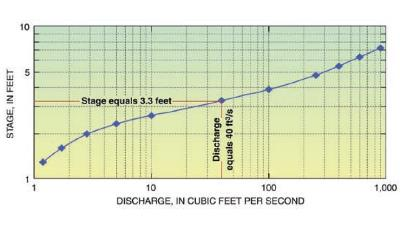 10
5
1
STAGE, IN FEET
Stage equals 3.3 feet
Discharge
equals 40 ft³/s
1 10 100 1,000
DISCHARGE, IN CUBIC FEET PER SECOND